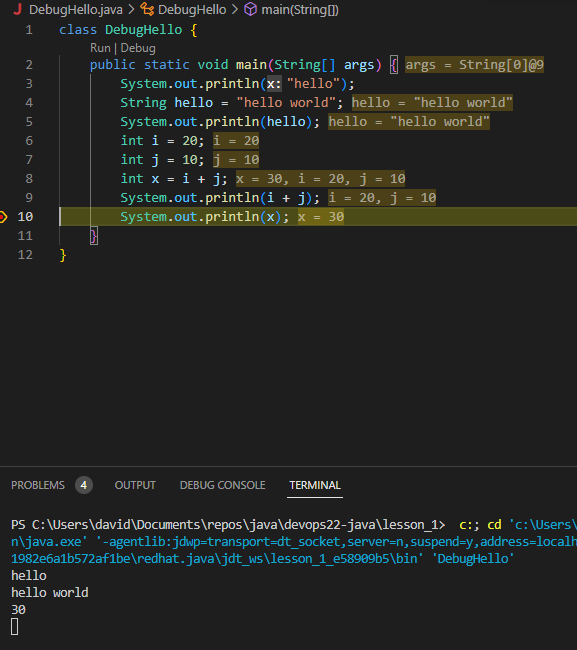 J DebugHello.java > DebugHello > main(String[])
1 class DebugHello {
Run | Debug
2 public static void main(String[] args) { args = String[0]@9
3 System.out.println(x: "hello");
4 String hello = "hello world"; hello = "hello world"
5 System.out.println(hello); hello = "hello world"
6 int i = 20; i = 20
7 int j = 10; j = 10
8 int x = i + j; x = 30, i = 20, j = 10
9 System.out.println(i + j); i = 20, j = 10
10 System.out.println(x); x = 30
11 }
12 }
PROBLEMS 4 OUTPUT DEBUG CONSOLE TERMINAL
PS C:\Users\david\Documents\repos\java\devops22-java\lesson_1> c:; cd 'c:\Users\
n\java.exe' '-agentlib:jdwp=transport=dt_socket,server=n,suspend=y,address=localh
1982e6a1b572af1be\redhat.java\jdt_ws\lesson_1_e58909b5\bin' 'DebugHello'
hello
hello world
30